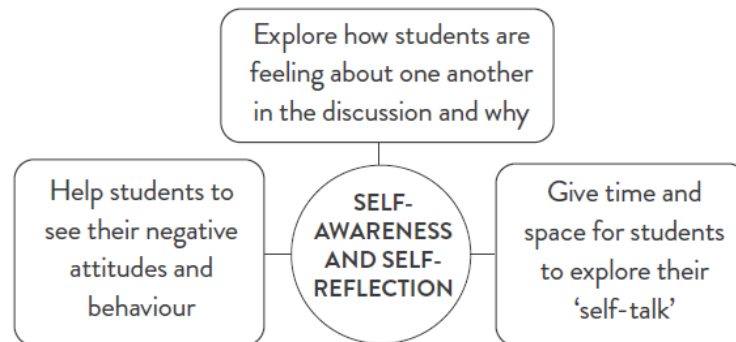 Explore how students are
feeling about one another
in the discussion and why
Help students to
see their negative
attitudes and
behaviour
SELF-
AWARENESS
AND SELF-
REFLECTION
Give time and
space for students
to explore their
‘self-talk’